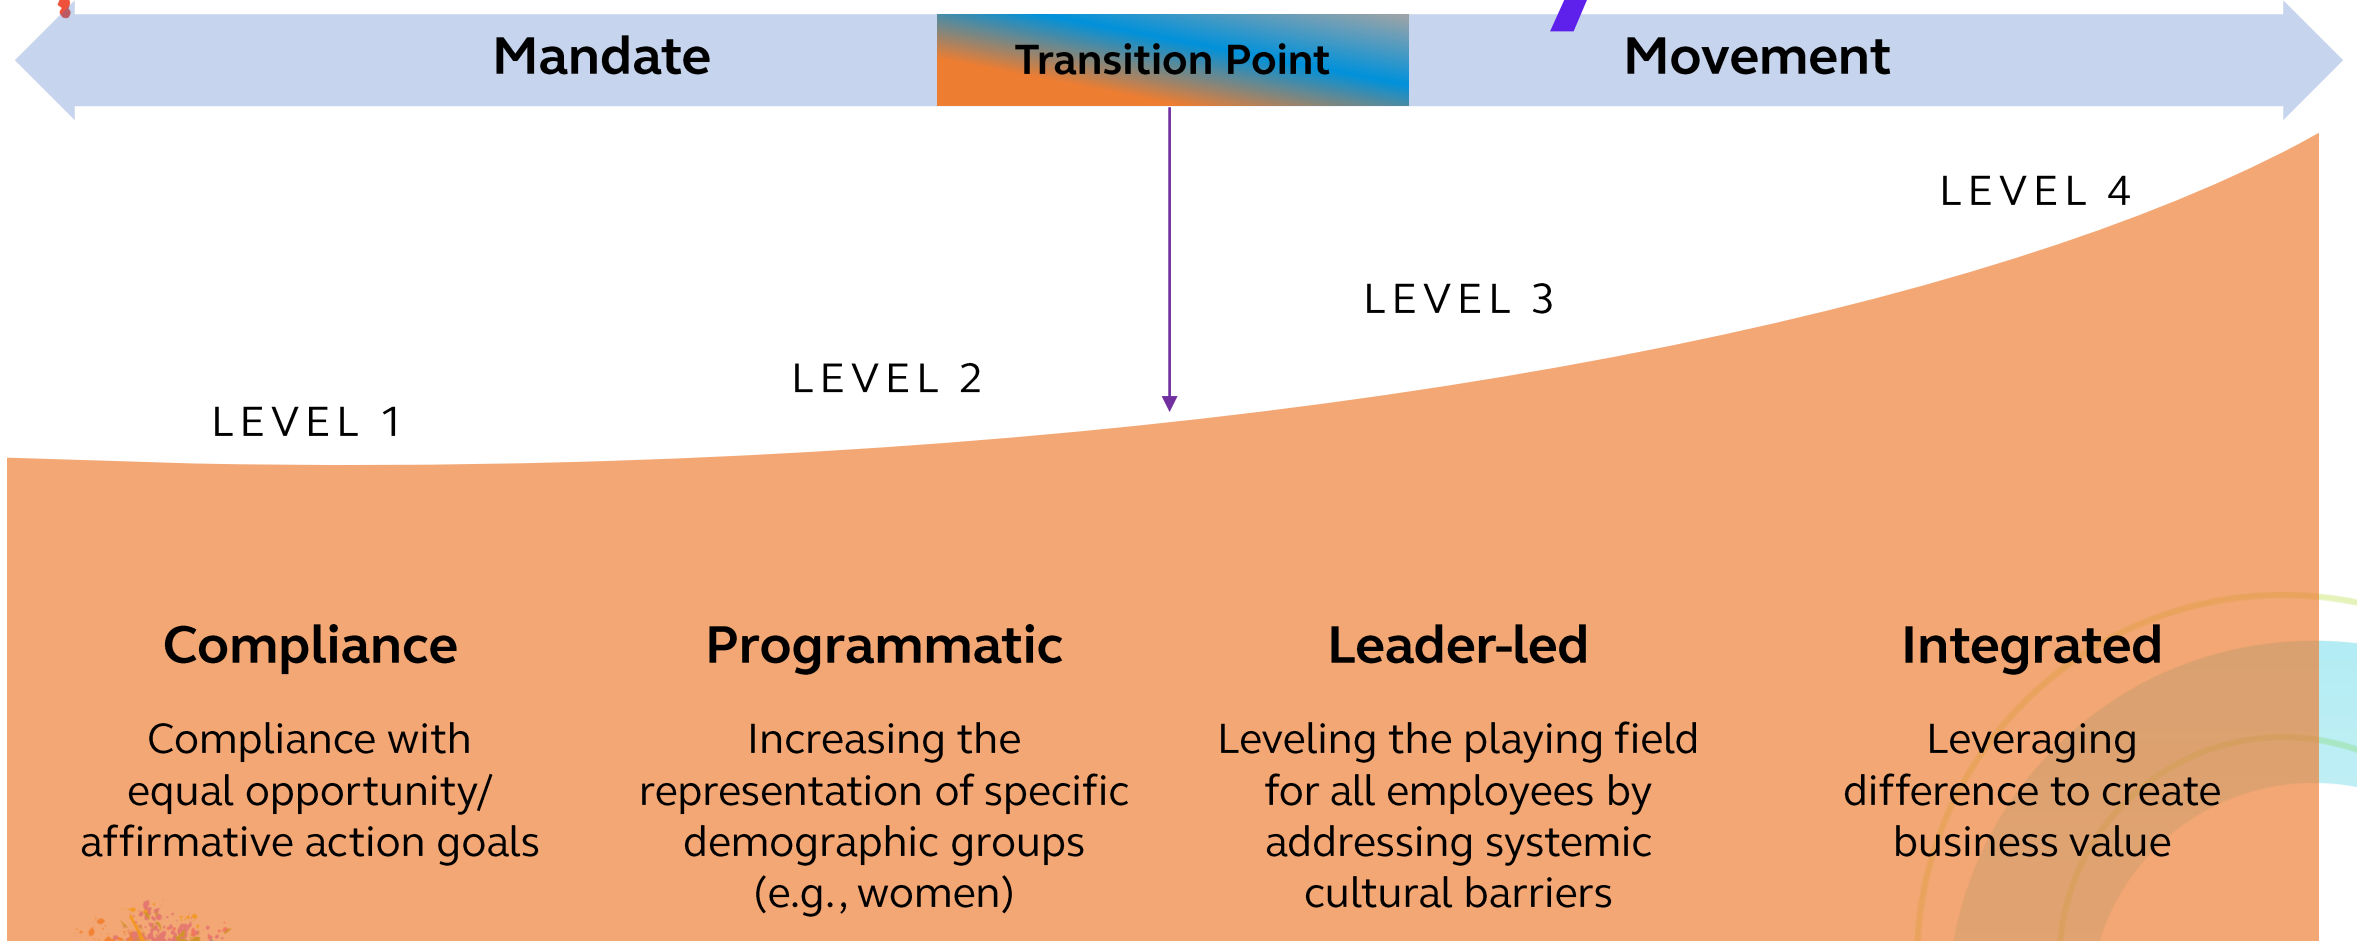 Mandate
Transition Point
Movement
LEVEL 4
LEVEL 3
LEVEL 2
LEVEL 1
Compliance
Compliance with
equal opportunity/
affirmative action goals
Programmatic
Increasing the
representation of specific
demographic groups
(e.g., women)
Leader-led
Leveling the playing field
for all employees by
addressing systemic
cultural barriers
Integrated
Leveraging
difference to create
business value